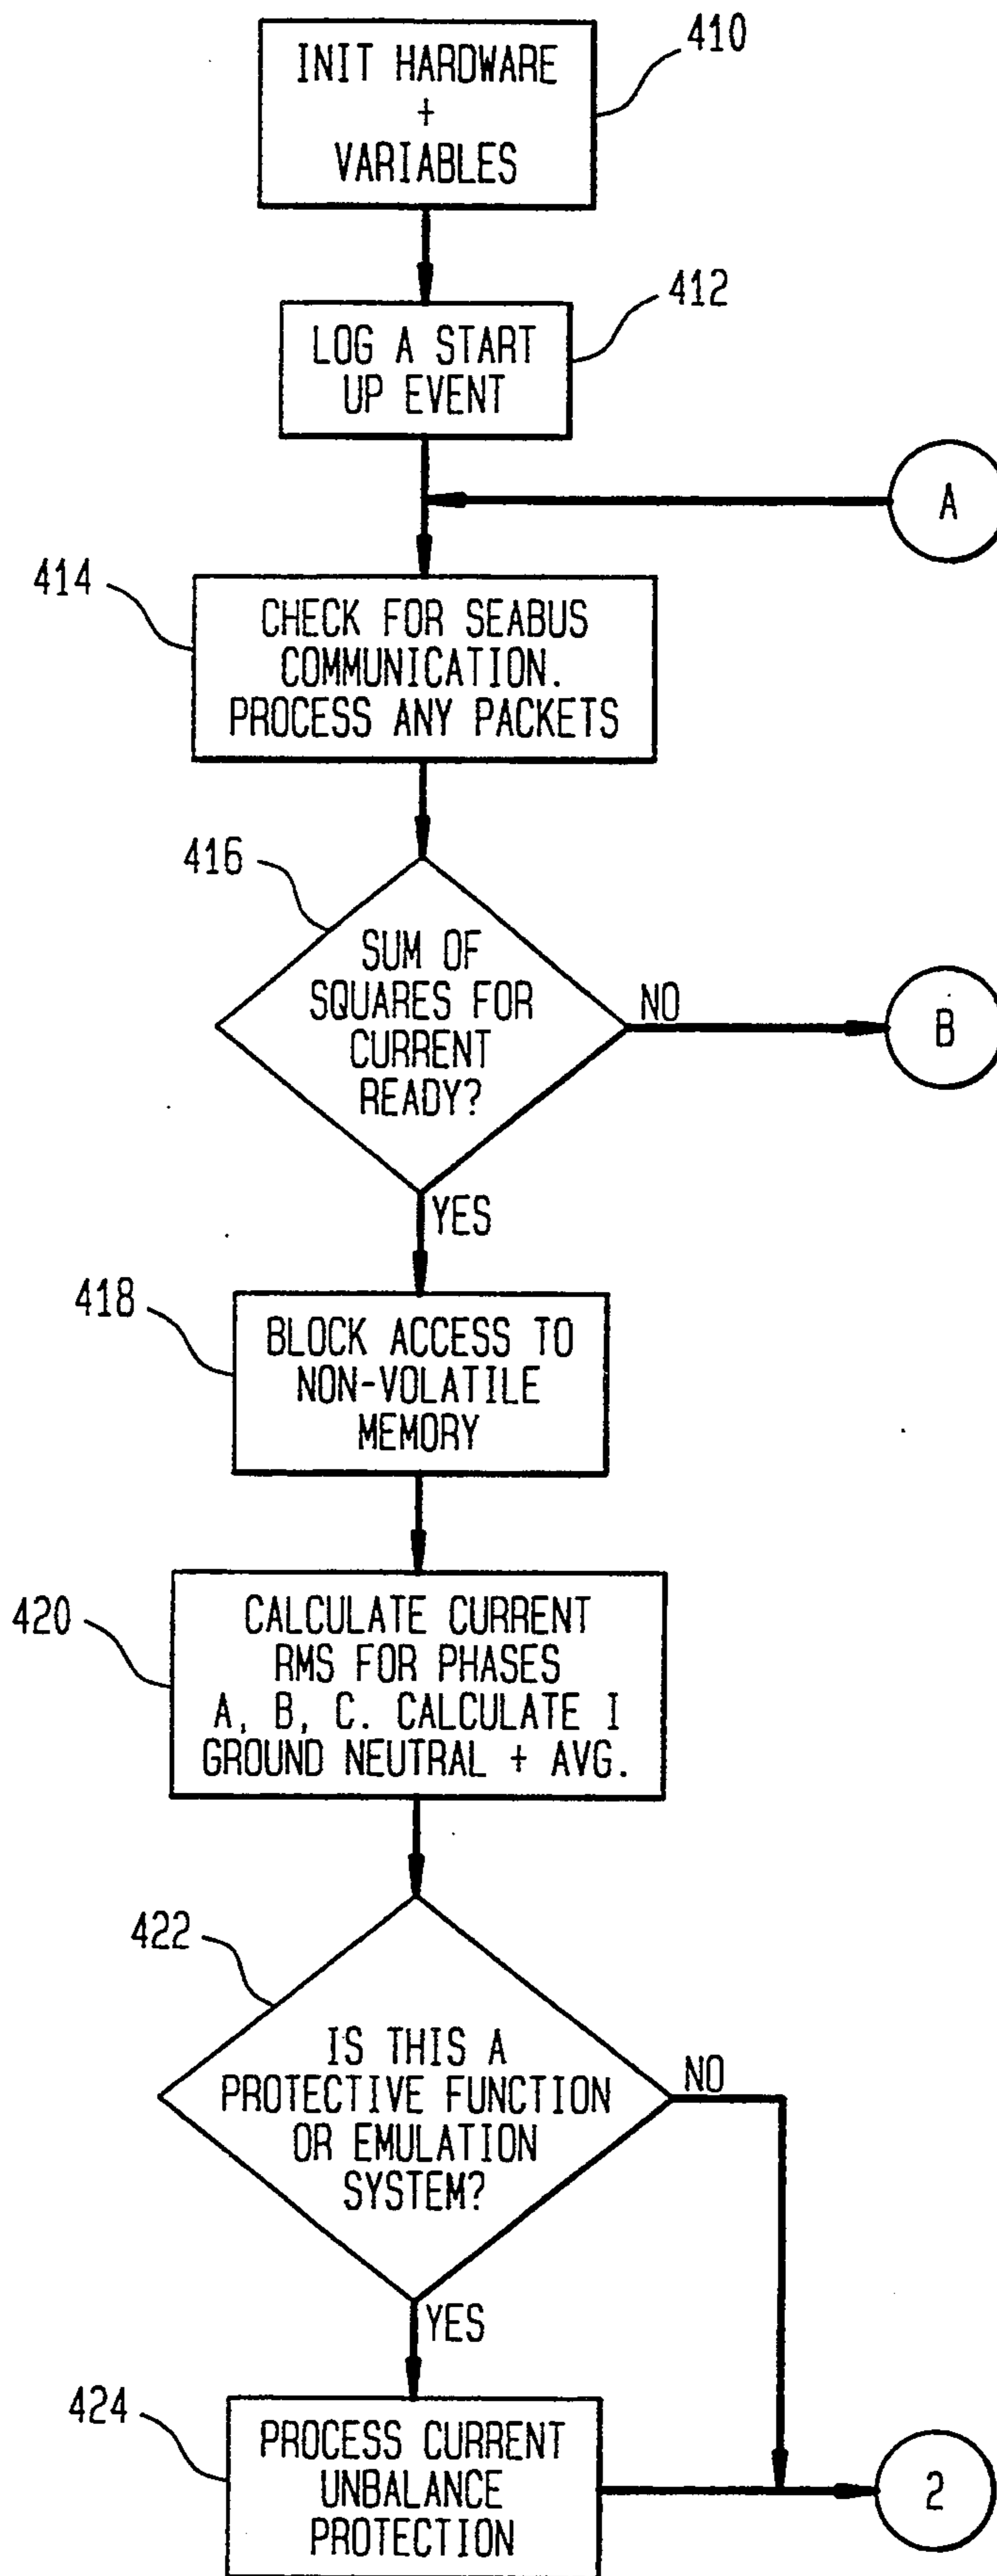 410
INIT HARDWARE
+
VARIABLES
412
LOG A START
UP EVENT
A
414
CHECK FOR SEABUS
COMMUNICATION.
PROCESS ANY PACKETS
416
SUM OF
SQUARES FOR
CURRENT
READY?
NO
B
YES
418
BLOCK ACCESS TO
NON-VOLATILE
MEMORY
420
CALCULATE CURRENT
RMS FOR PHASES
A, B, C. CALCULATE I
GROUND NEUTRAL + AVG.
422
IS THIS A
PROTECTIVE FUNCTION
OR EMULATION
SYSTEM?
NO
YES
424
PROCESS CURRENT
UNBALANCE
PROTECTION
2